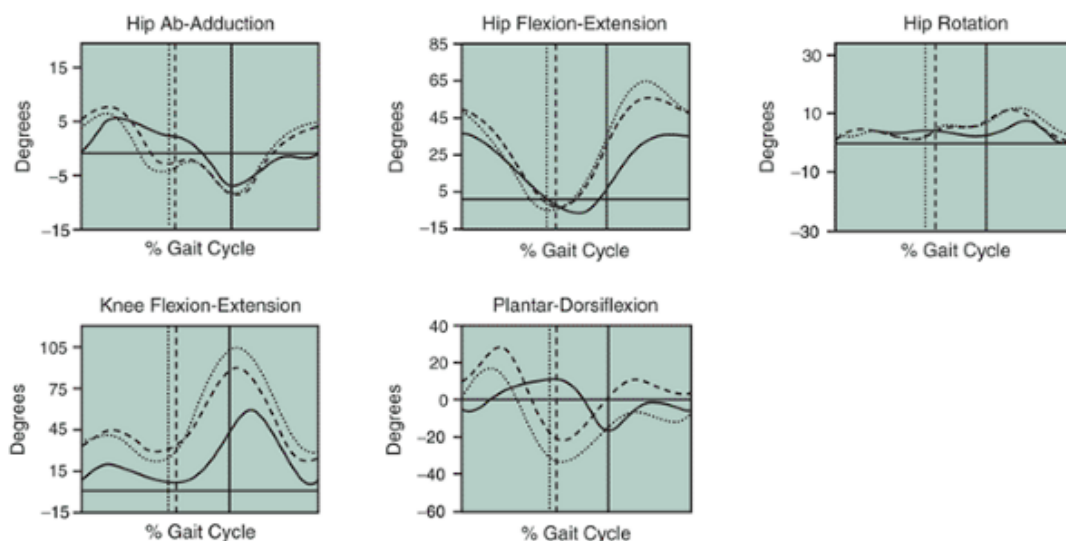 Hip Ab-Adduction
Degrees
15
5
−5
−15
% Gait Cycle
Hip Flexion-Extension
Degrees
85
65
45
25
5
−15
% Gait Cycle
Hip Rotation
Degrees
30
10
−10
−30
% Gait Cycle
Knee Flexion-Extension
Degrees
105
75
45
15
−15
% Gait Cycle
Plantar-Dorsiflexion
Degrees
40
20
0
−20
−40
−60
% Gait Cycle